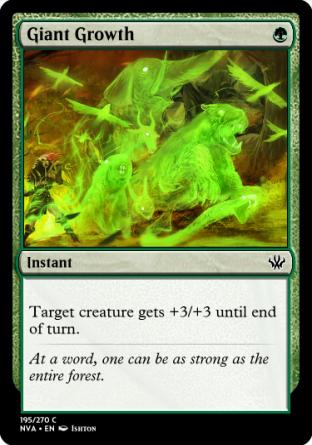 Giant Growth
Instant
Target creature gets +3/+3 until end
of turn.
At a word, one can be as strong as the
entire forest.
195/270 C
NVA • EN Ishton